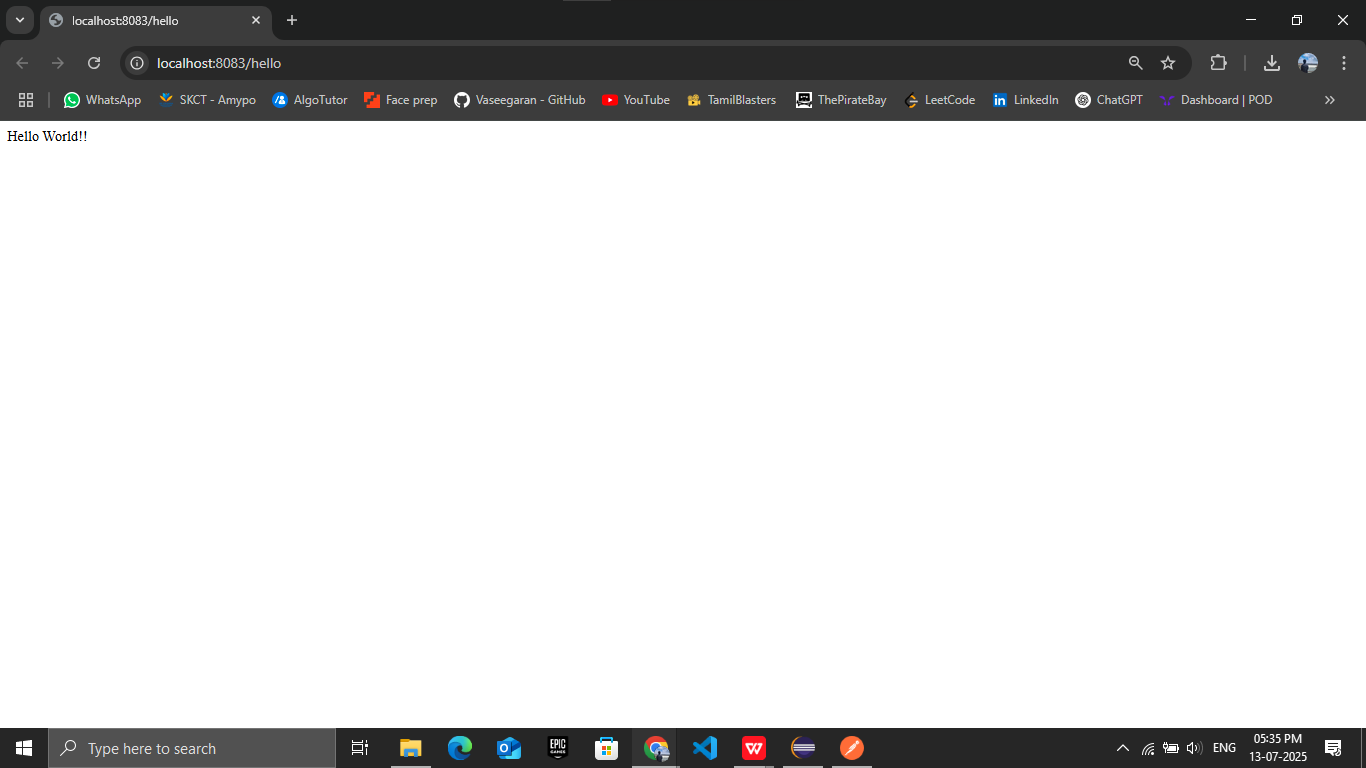 localhost:8083/hello
localhost:8083/hello
WhatsApp SKCT - Amypo AlgoTutor Face prep Vaseegaran - GitHub YouTube TamilBlasters ThePirateBay LeetCode LinkedIn ChatGPT Dashboard | POD
Hello World!!
Type here to search EPIC GAMES ENG 05:35 PM
13-07-2025